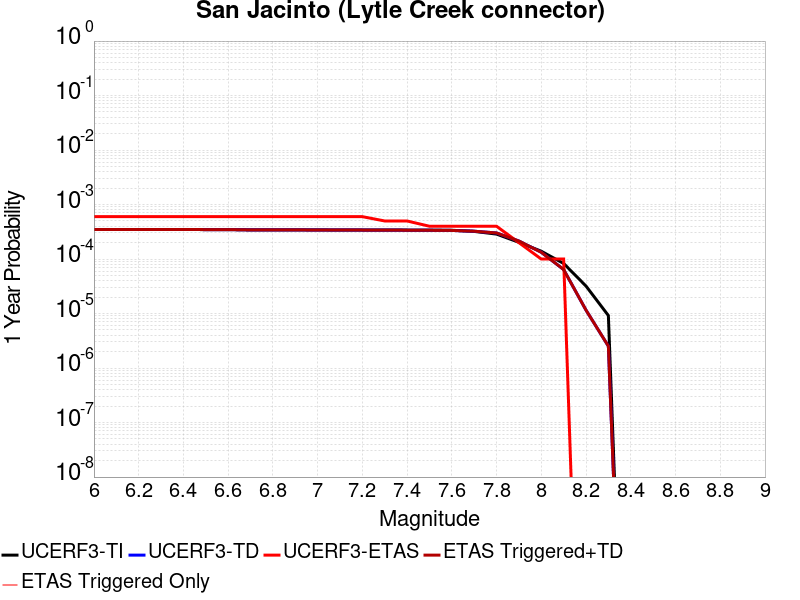 San Jacinto (Lytle Creek connector)
10^0
10^-1
10^-2
10^-3
10^-4
10^-5
10^-6
10^-7
10^-8
1 Year Probability
6 6.2 6.4 6.6 6.8 7 7.2 7.4 7.6 7.8 8 8.2 8.4 8.6 8.8 9
Magnitude
UCERF3-TI UCERF3-TD UCERF3-ETAS ETAS Triggered+TD
ETAS Triggered Only